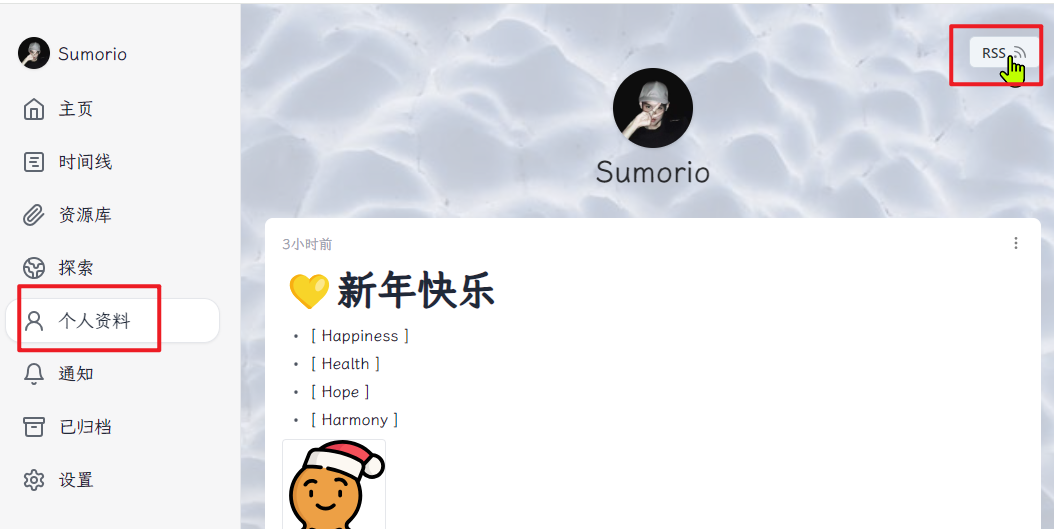 Sumorio
主页
时间线
资源库
探索
个人资料
通知
已归档
设置
RSS
Sumorio
3小时前
💛新年快乐
• [ Happiness ]
• [ Health ]
• [ Hope ]
• [ Harmony ]